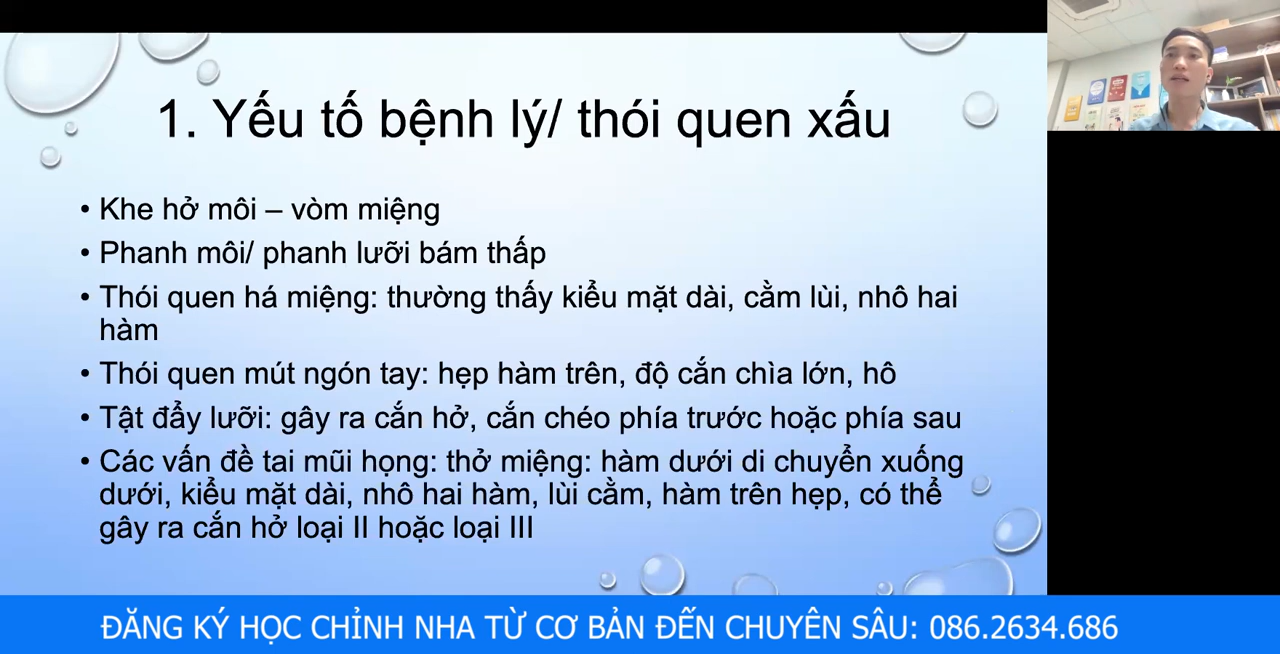 1. Yếu tố bệnh lý/ thói quen xấu
• Khe hở môi – vòm miệng
• Phanh môi/ phanh lưỡi bám thấp
• Thói quen há miệng: thường thấy kiểu mặt dài, cằm lùi, nhô hai
hàm
• Thói quen mút ngón tay: hẹp hàm trên, độ cắn chìa lớn, hô
• Tật đẩy lưỡi: gây ra cắn hở, cắn chéo phía trước hoặc phía sau
• Các vấn đề tai mũi họng: thở miệng: hàm dưới di chuyển xuống
dưới, kiểu mặt dài, nhô hai hàm, lùi cằm, hàm trên hẹp, có thể
gây ra cắn hở loại II hoặc loại III
ĐĂNG KÝ HỌC CHỈNH NHA TỪ CƠ BẢN ĐẾN CHUYÊN SÂU: 086.2634.686